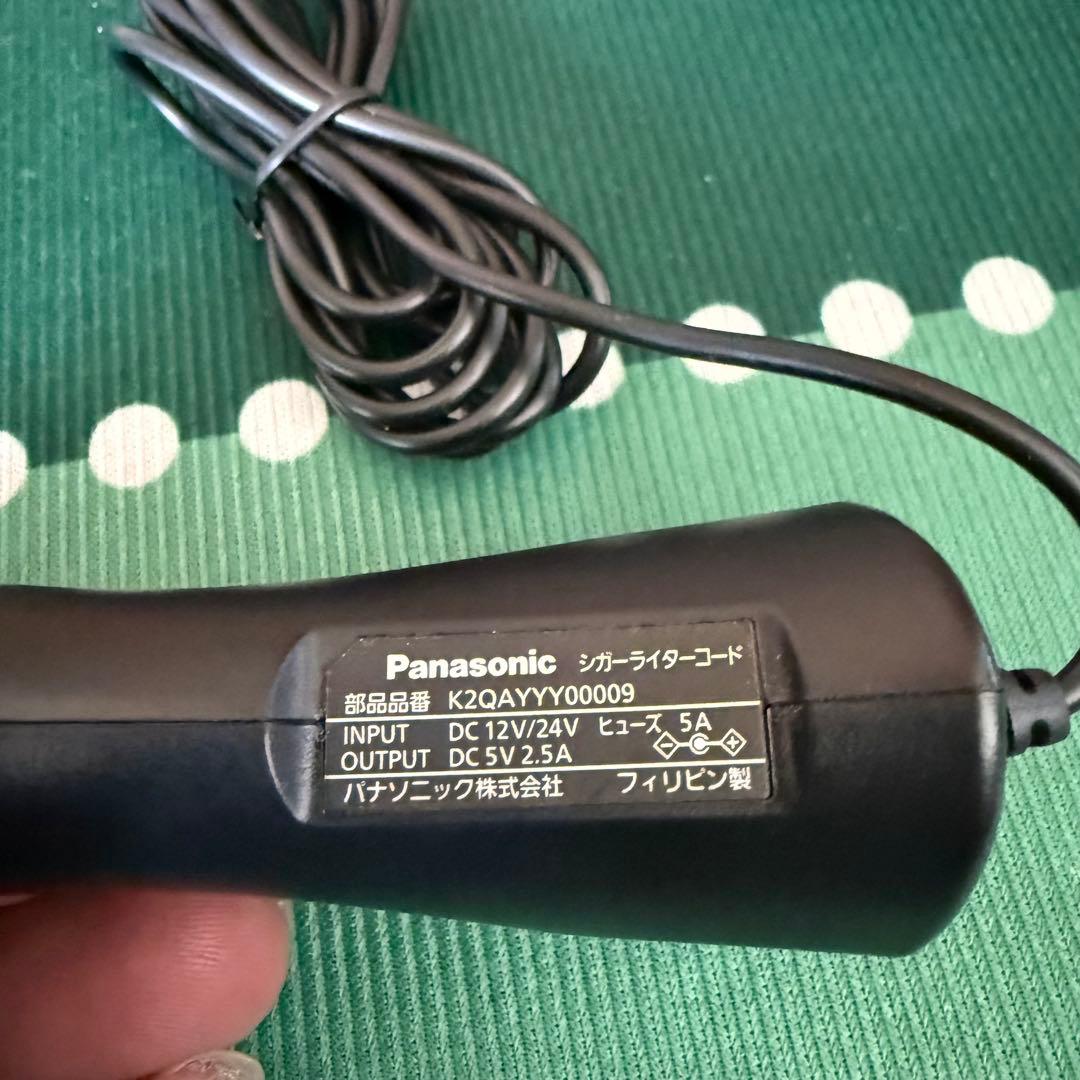 Panasonic シガーライターコード
部品品番 K2QAYYY00009
INPUT DC 12V/24V ヒューズ 5A
OUTPUT DC 5V 2.5A
パナソニック株式会社 フィリピン製